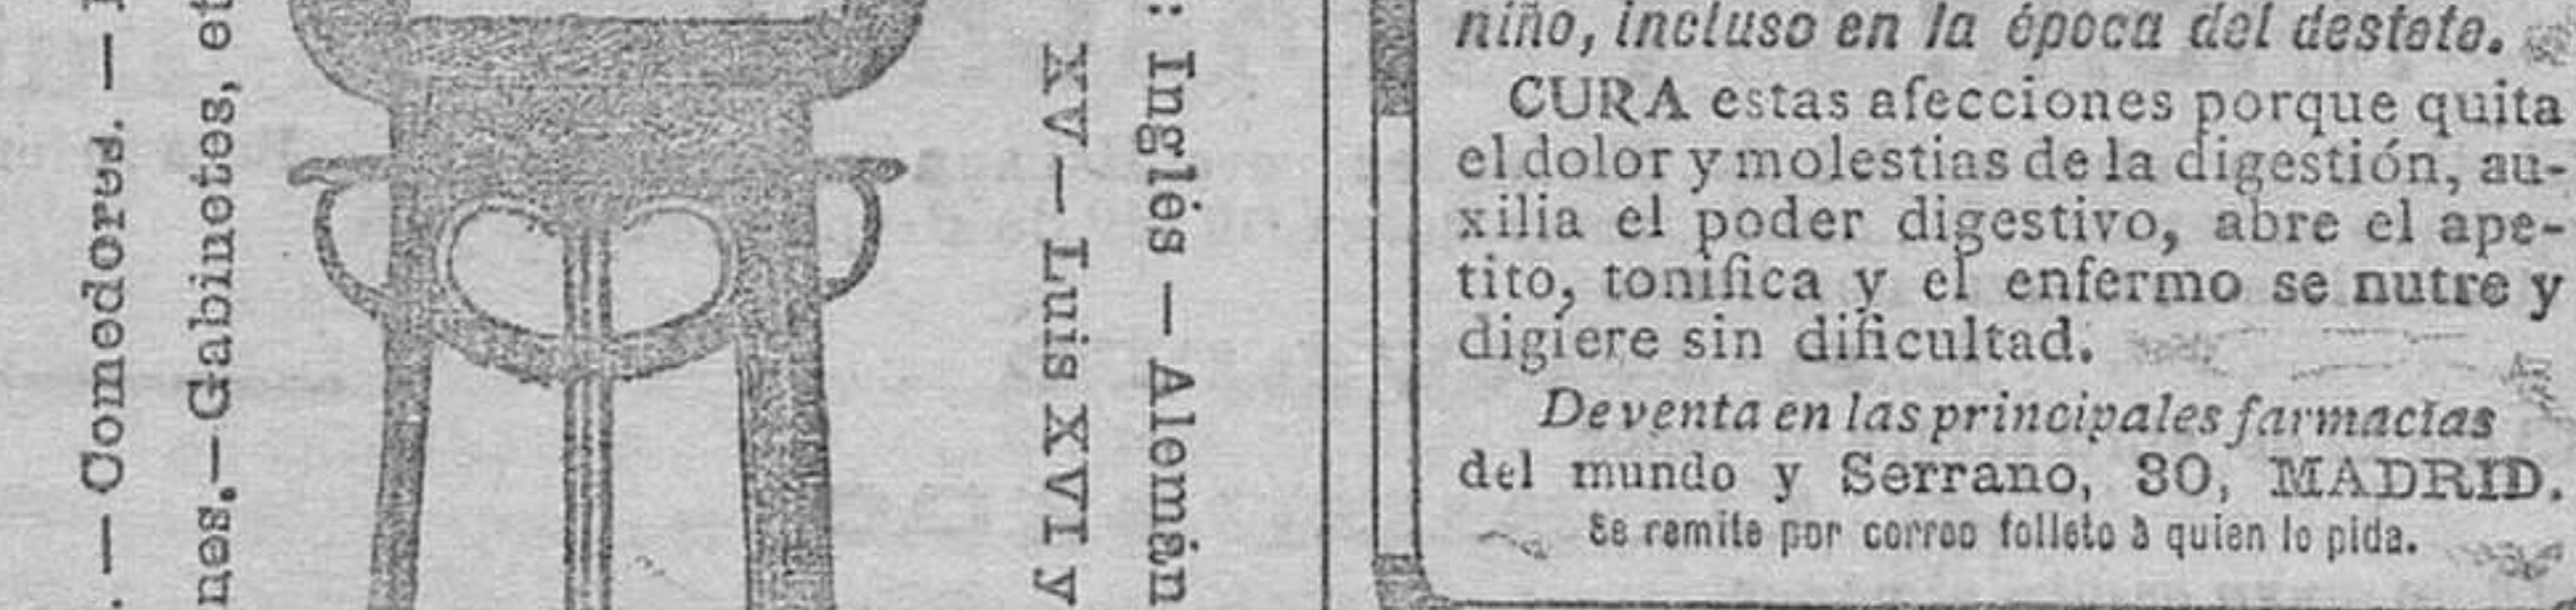 . — Comedores. —
nes.—Gabinetes, et
XV — Luis XVI y
: Inglés — Alemán
niño, incluso en la época del destete.
CURA estas afecciones porque quita
el dolor y molestias de la digestión, au-
xilia el poder digestivo, abre el ape-
tito, tonifica y el enfermo se nutre y
digiere sin dificultad.
De venta en las principales farmacias
del mundo y Serrano, 30, MADRID.
Se remite por correo folleto á quien lo pida.